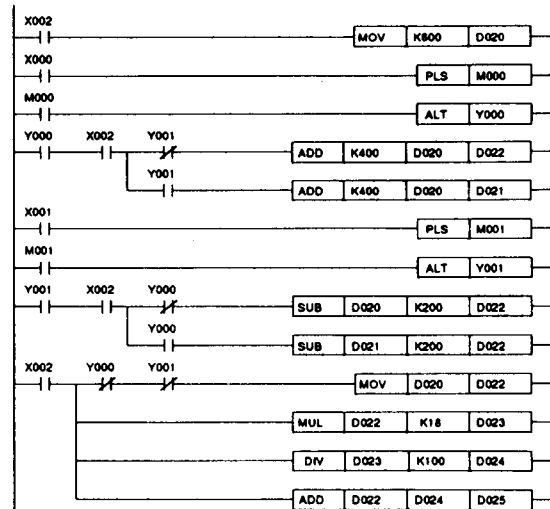 X002
MOV K600 D020
X000
PLS M000
M000
ALT Y000
Y000 X002 Y001
ADD K400 D020 D022
Y001
ADD K400 D020 D021
X001
PLS M001
M001
ALT Y001
Y001 X002 Y000
SUB D020 K200 D022
Y000
SUB D021 K200 D022
X002 Y000 Y001
MOV D020 D022
MUL D022 K18 D023
DIV D023 K100 D024
ADD D022 D024 D025